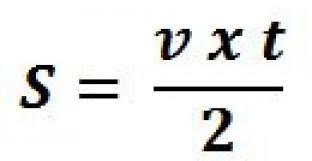 S = v x t / 2